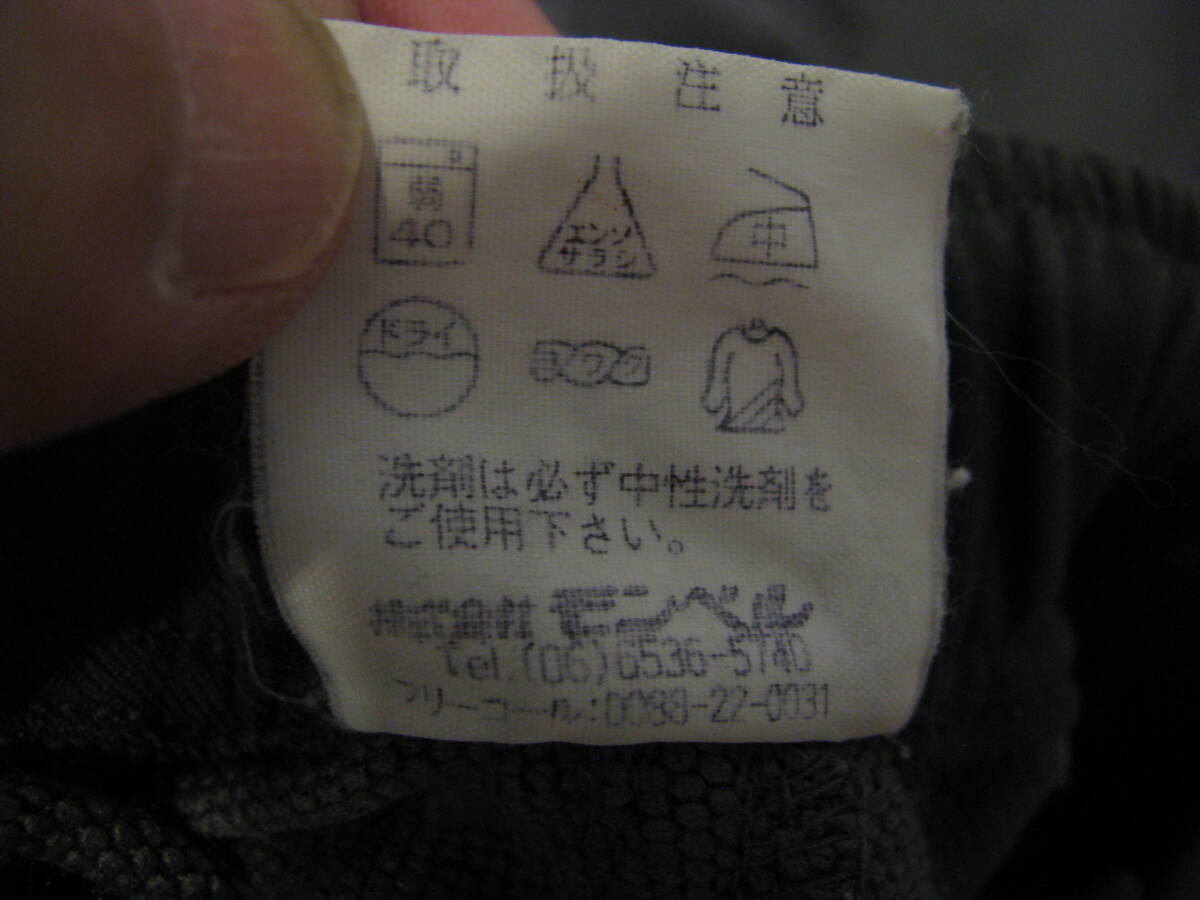 取扱注意
弱 40
エンソ サラシ
中
ドライ
ヨワク
洗剤は必ず中性洗剤を
ご使用下さい。
株式会社 モンベル
Tel.(06)6536-5740
フリーコール:0088-22-0031